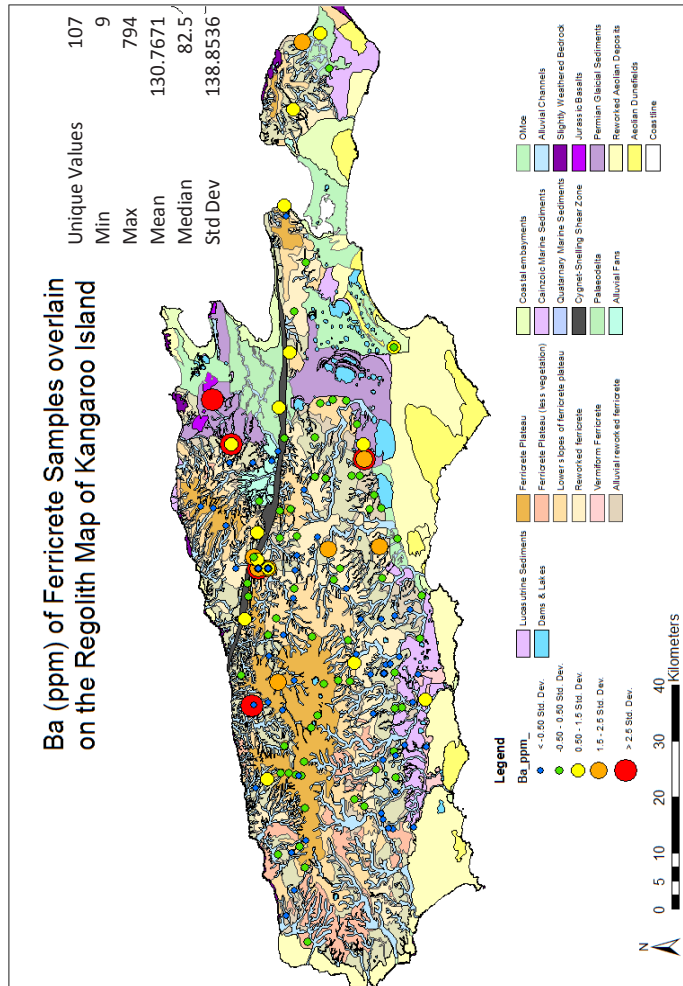 Ba (ppm) of Ferricrete Samples overlain
on the Regolith Map of Kangaroo Island
Unique Values 107
Min 9
Max 794
Mean 130.7671
Median 82.5
Std Dev 138.8536
Legend
Ba_ppm_
< -0.50 Std. Dev.
-0.50 - 0.50 Std. Dev.
0.50 - 1.5 Std. Dev.
1.5 - 2.5 Std. Dev.
> 2.5 Std. Dev.
Lucasutrine Sediments
Dams & Lakes
Ferricrete Plateau
Ferricrete Plateau (less vegetation)
Lower slopes of ferricrete plateau
Reworked ferricrete
Vermiform Ferricrete
Alluvial reworked ferricrete
Coastal embayments
Cainzoic Marine Sediments
Quatarnary Marine Sediments
Cygnet-Snelling Shear Zone
Palaeodelta
Alluvial Fans
OMce
Alluvial Channels
Slightly Weathered Bedrock
Jurassic Basalts
Permian Glacial Sediments
Reworked Aeolian Deposits
Aeolian Dunefields
Coastline
N
0 5 10 20 30 40
Kilometers